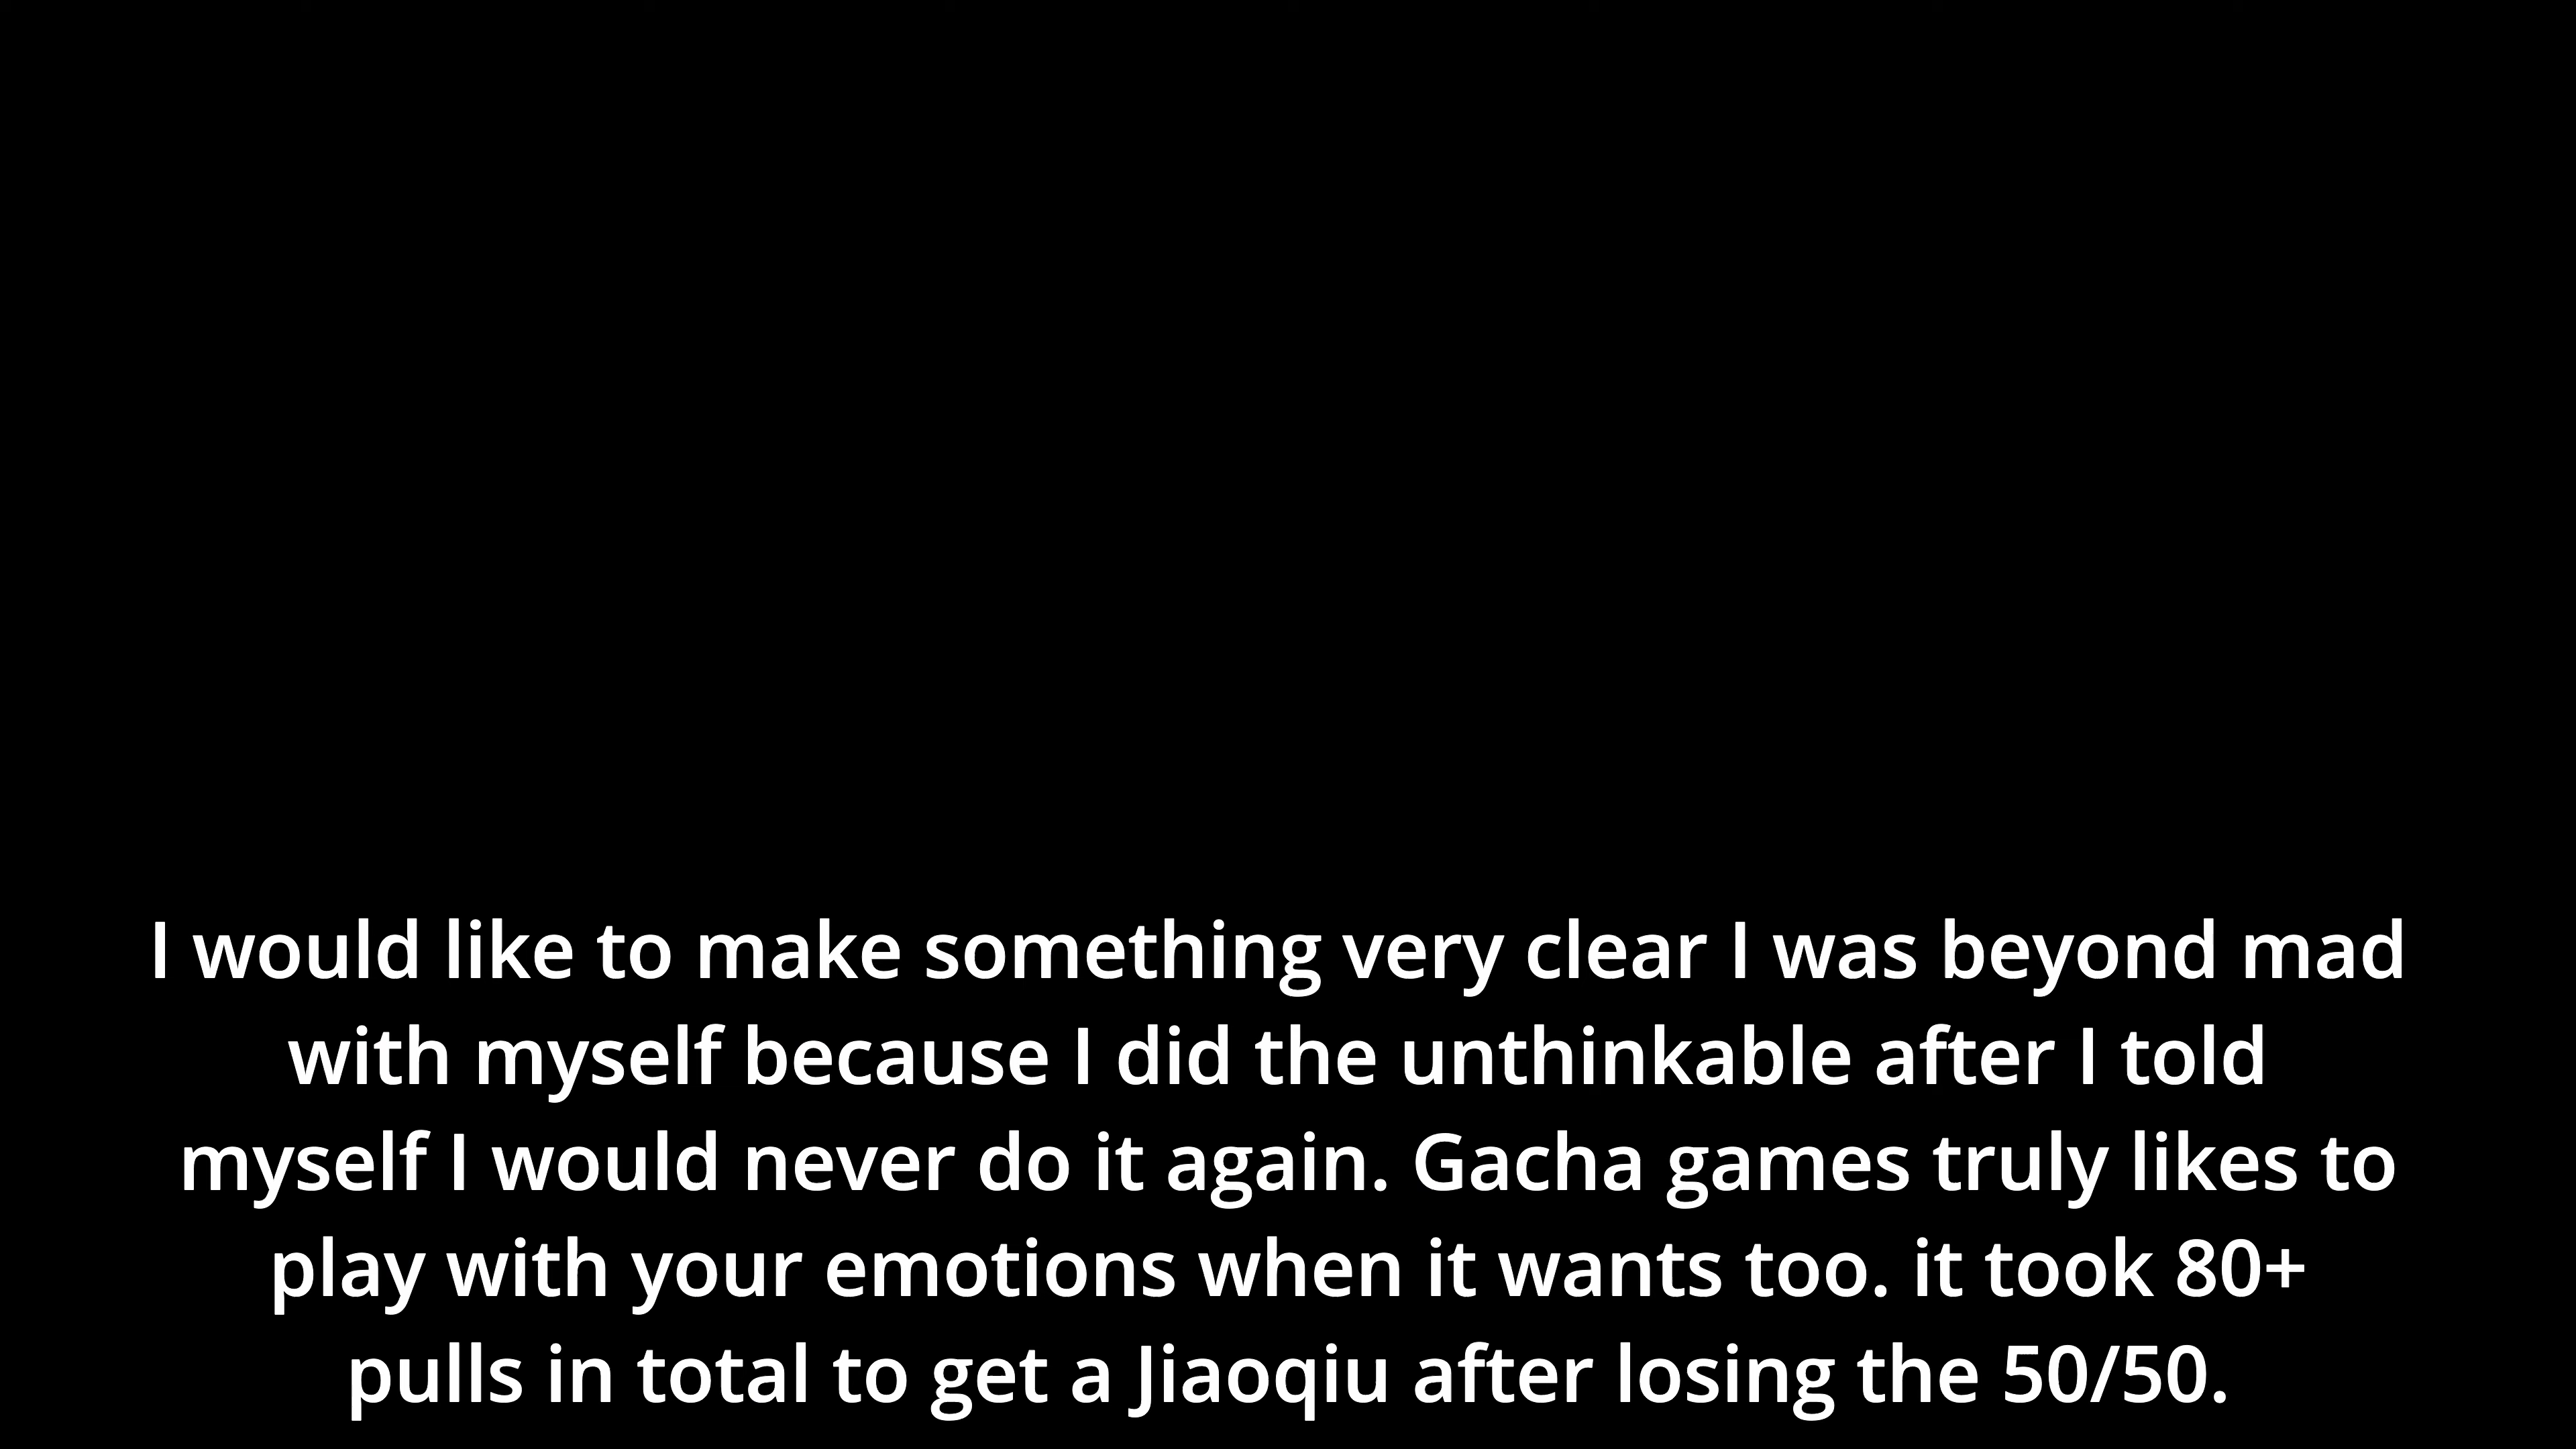 I would like to make something very clear I was beyond mad
with myself because I did the unthinkable after I told
myself I would never do it again. Gacha games truly likes to
play with your emotions when it wants too. it took 80+
pulls in total to get a Jiaoqiu after losing the 50/50.